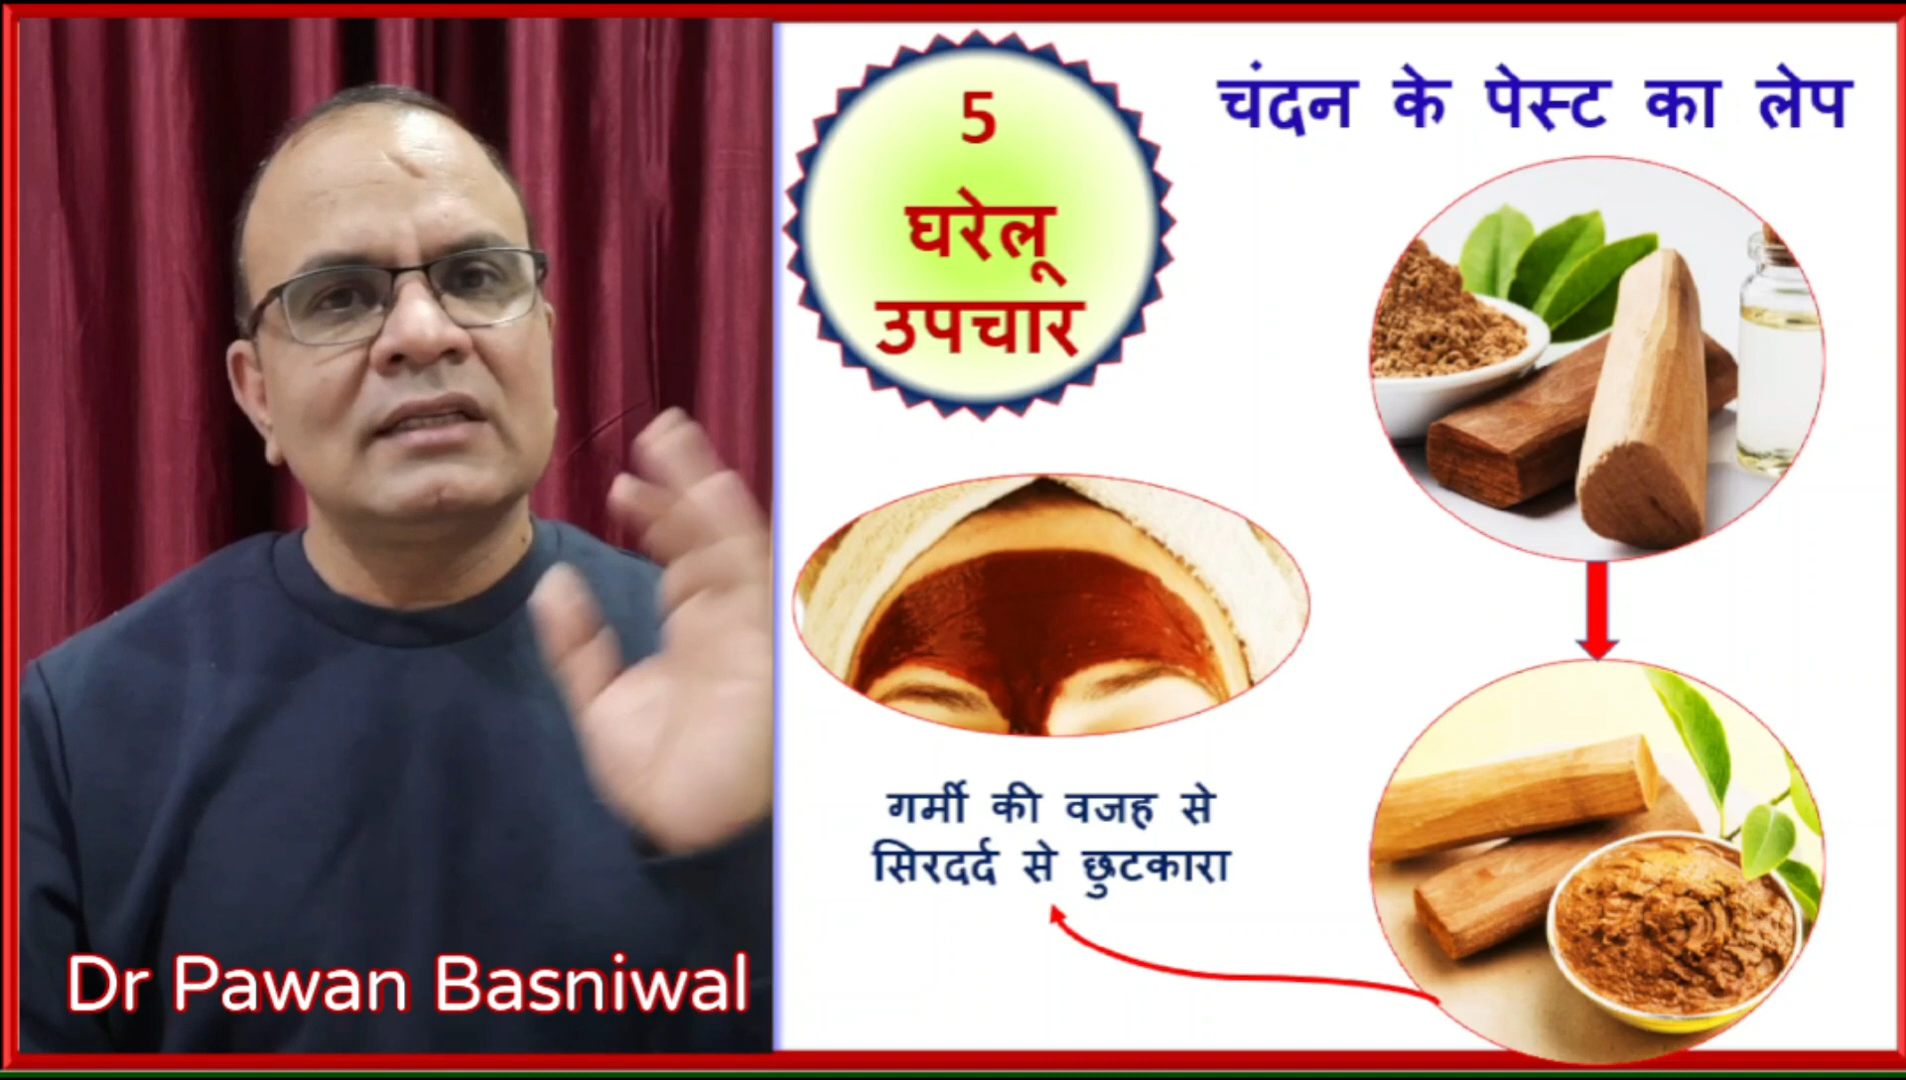 5
घरेलू
उपचार
चंदन के पेस्ट का लेप
गर्मी की वजह से
सिरदर्द से छुटकारा
Dr Pawan Basniwal